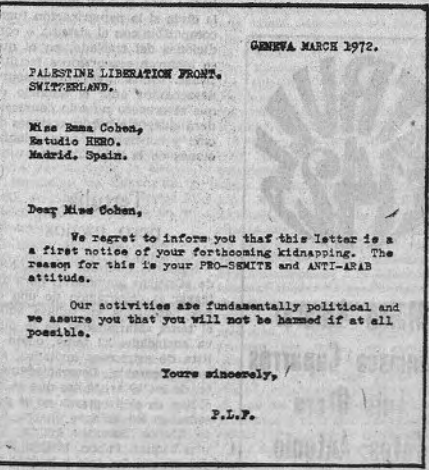 GENEVA MARCH 1972.
PALESTINE LIBERATION FRONT.
SWITZERLAND.
Miss Emma Cohen,
Estudio HERO.
Madrid. Spain.
Dear Miss Cohen,
We regret to inform you that this letter is a
a first notice of your forthcoming kidnapping. The
reason for this is your PRO-SEMITE and ANTI-ARAB
attitude.
Our activities are fundamentally political and
we assure you that you will not be harmed if at all
possible.
Yours sincerely,
P.L.F.